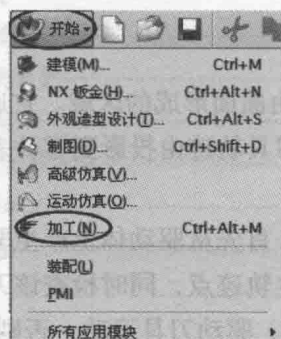 开始
建模(M)... Ctrl+M
NX 钣金(H)... Ctrl+Alt+N
外观造型设计(T)... Ctrl+Alt+S
制图(D)... Ctrl+Shift+D
高级仿真(V)...
运动仿真(O)...
加工(N) Ctrl+Alt+M
装配(L)
PMI
所有应用模块